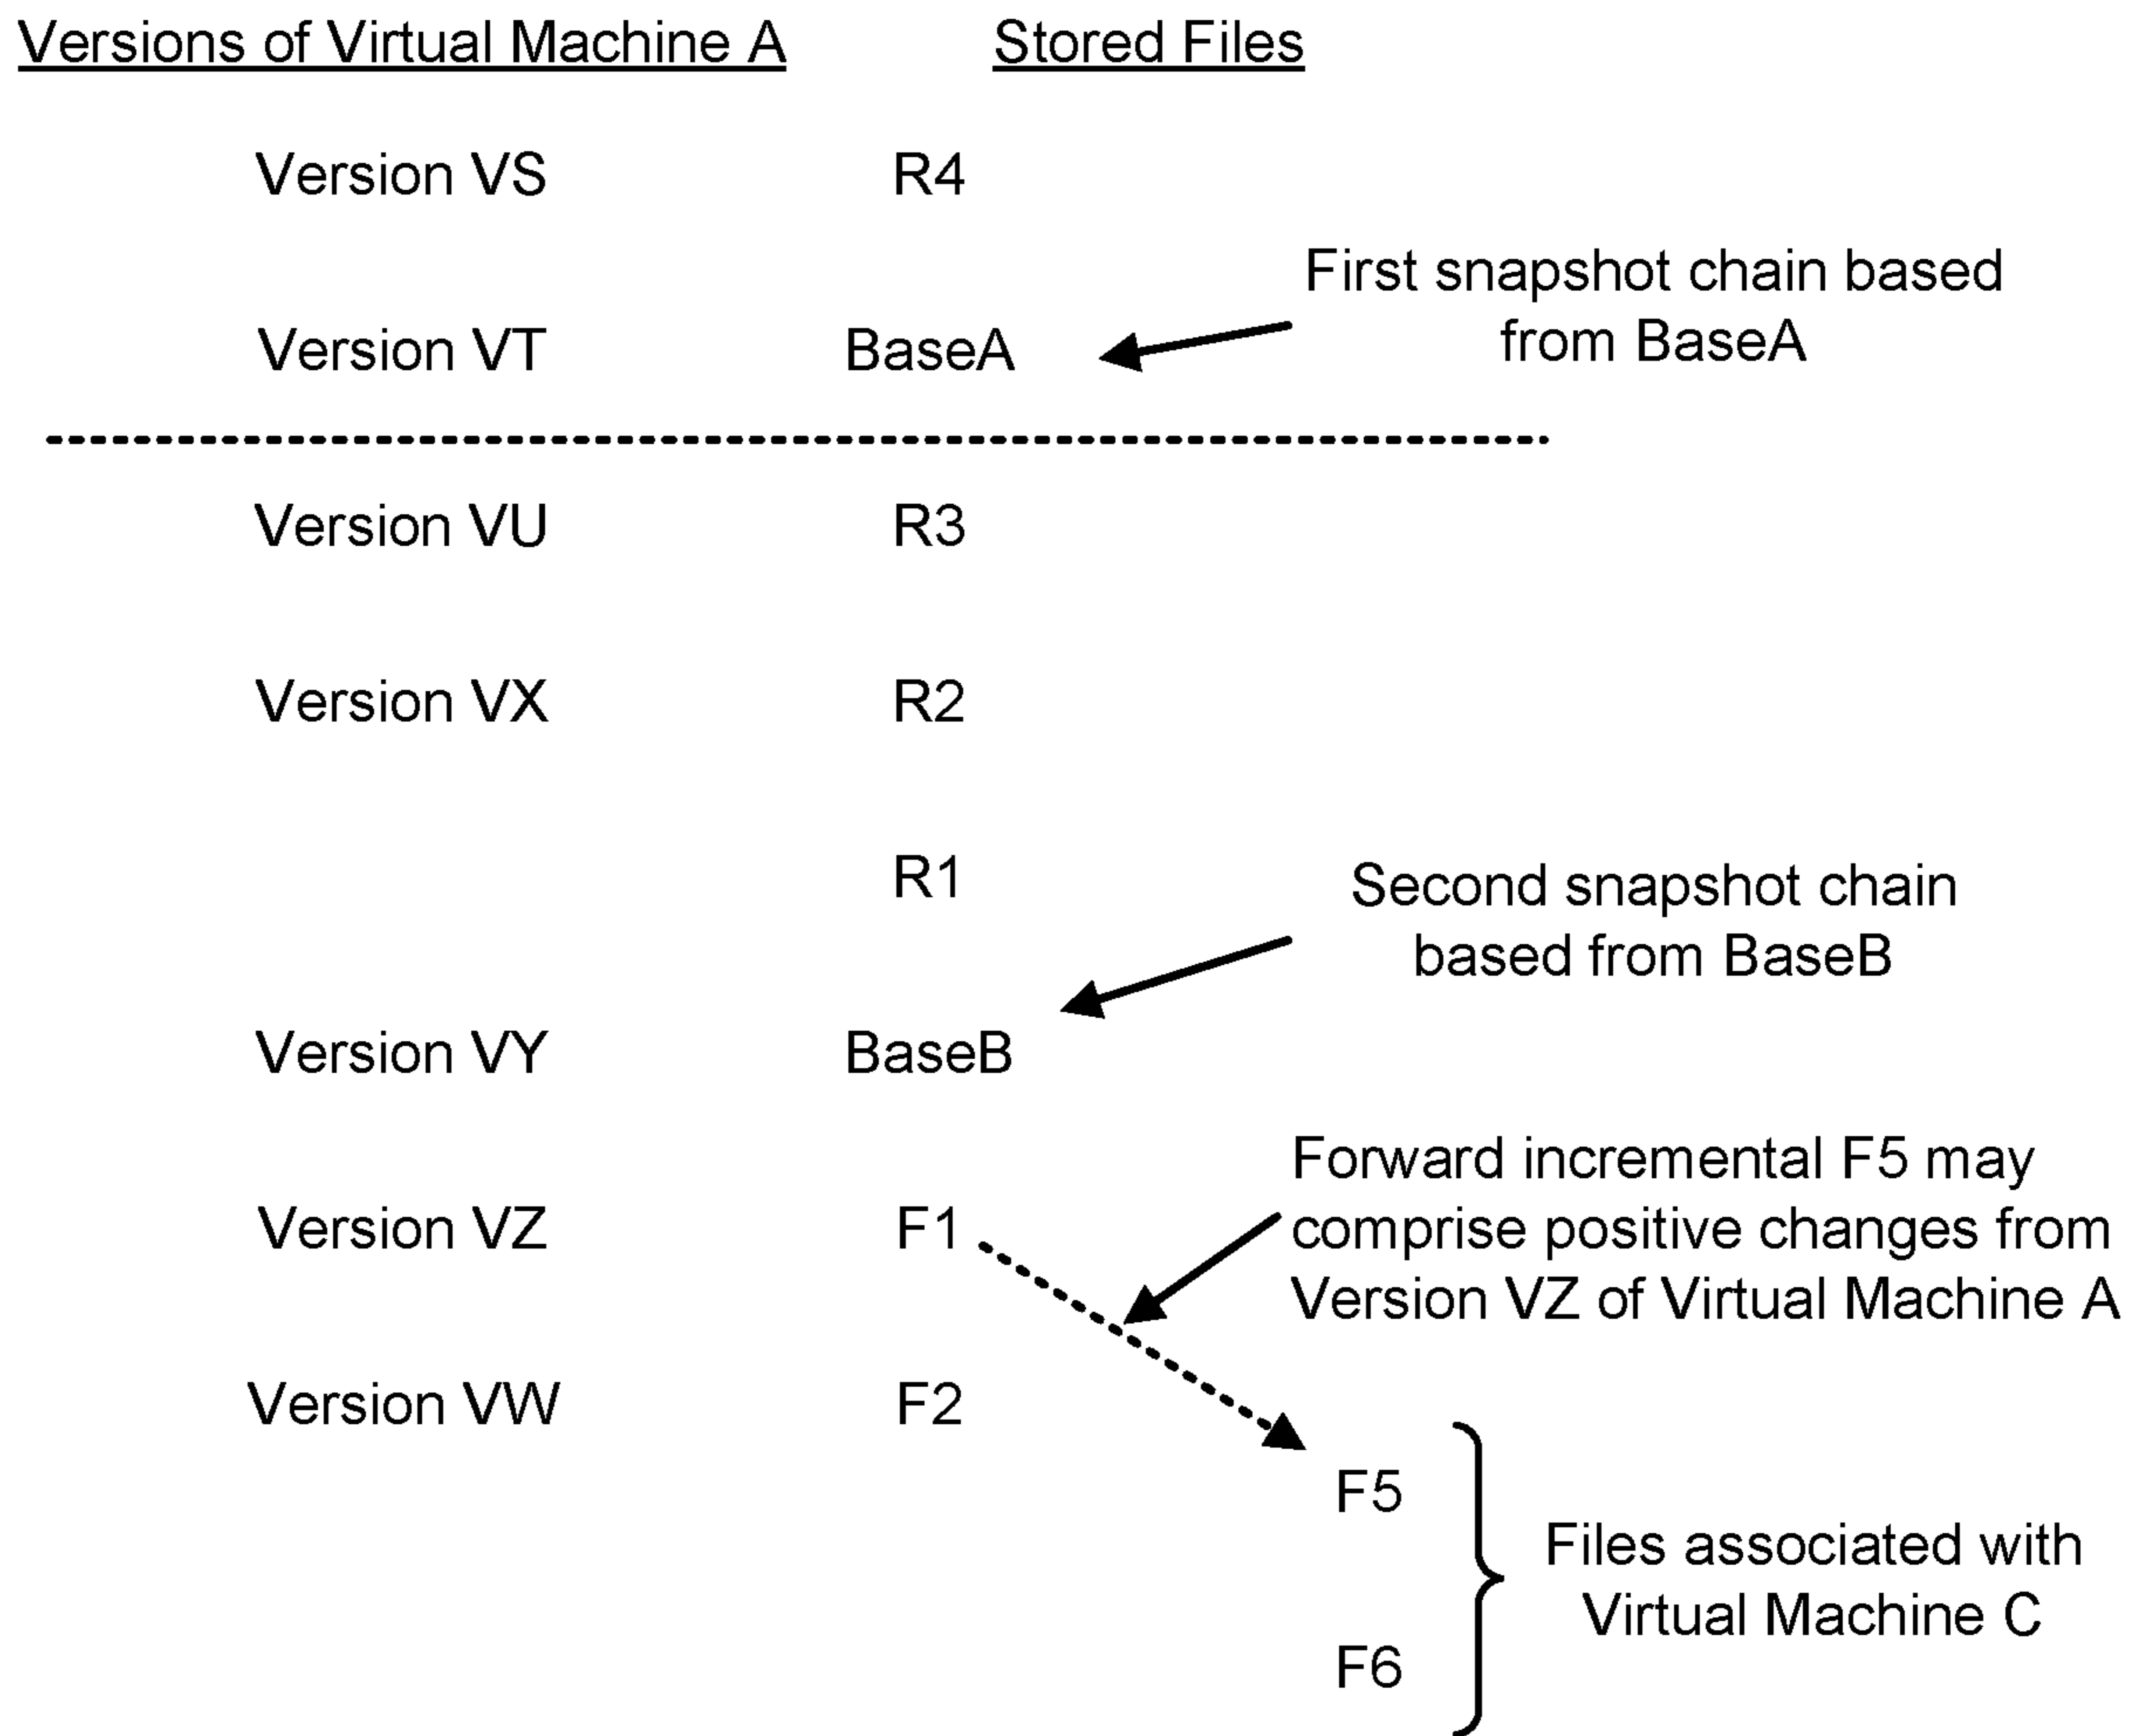 Versions of Virtual Machine A Stored Files
Version VS R4
First snapshot chain based
from BaseA
Version VT BaseA
Version VU R3
Version VX R2
R1
Second snapshot chain
based from BaseB
Version VY BaseB
Forward incremental F5 may
comprise positive changes from
Version VZ of Virtual Machine A
Version VZ F1
Version VW F2
F5
Files associated with
Virtual Machine C
F6